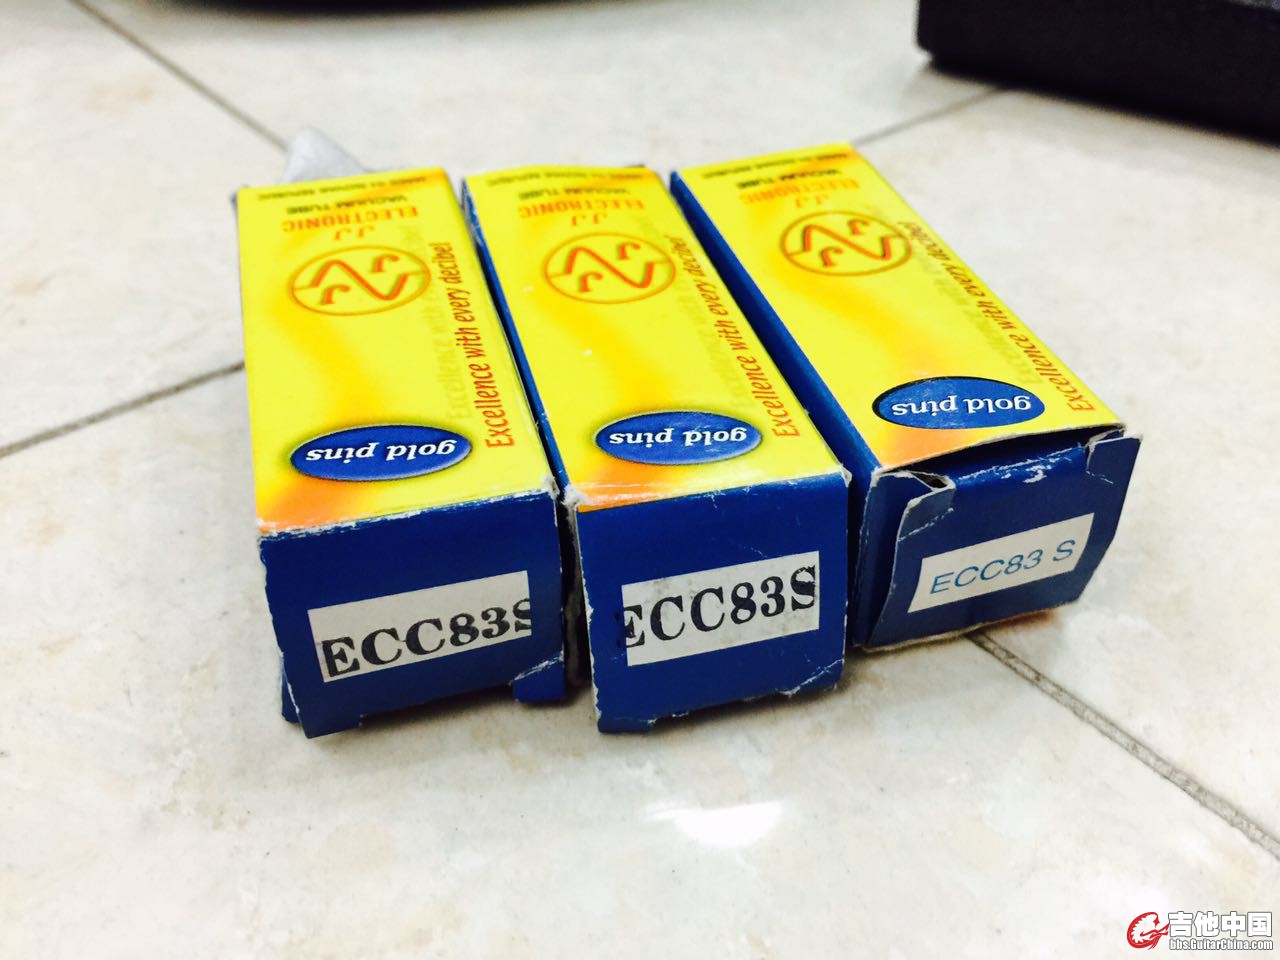 VACUUM TUBE
ELECTRONIC
JJ
Excellence with every decibel
gold pins
ECC83S
VACUUM TUBE
ELECTRONIC
JJ
Excellence with every decibel
gold pins
ECC83S
VACUUM TUBE
ELECTRONIC
JJ
Excellence with every decibel
gold pins
ECC83 S
吉他中国
bbs.GuitarChina.com